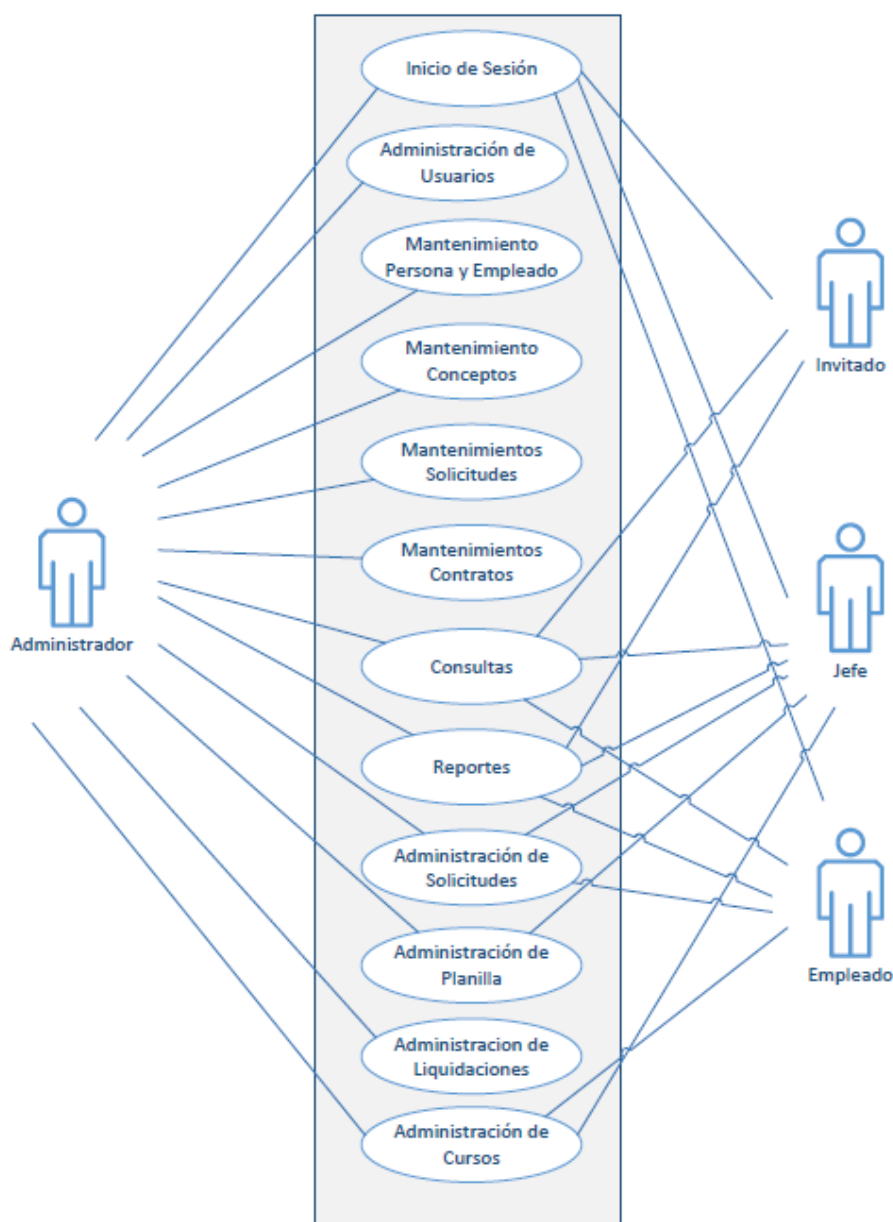 Inicio de Sesión
Administración de
Usuarios
Mantenimiento
Persona y Empleado
Invitado
Mantenimiento
Conceptos
Mantenimientos
Solicitudes
Mantenimientos
Contratos
Administrador
Consultas
Jefe
Reportes
Administración de
Solicitudes
Administración de
Planilla
Empleado
Administracion de
Liquidaciones
Administración de
Cursos